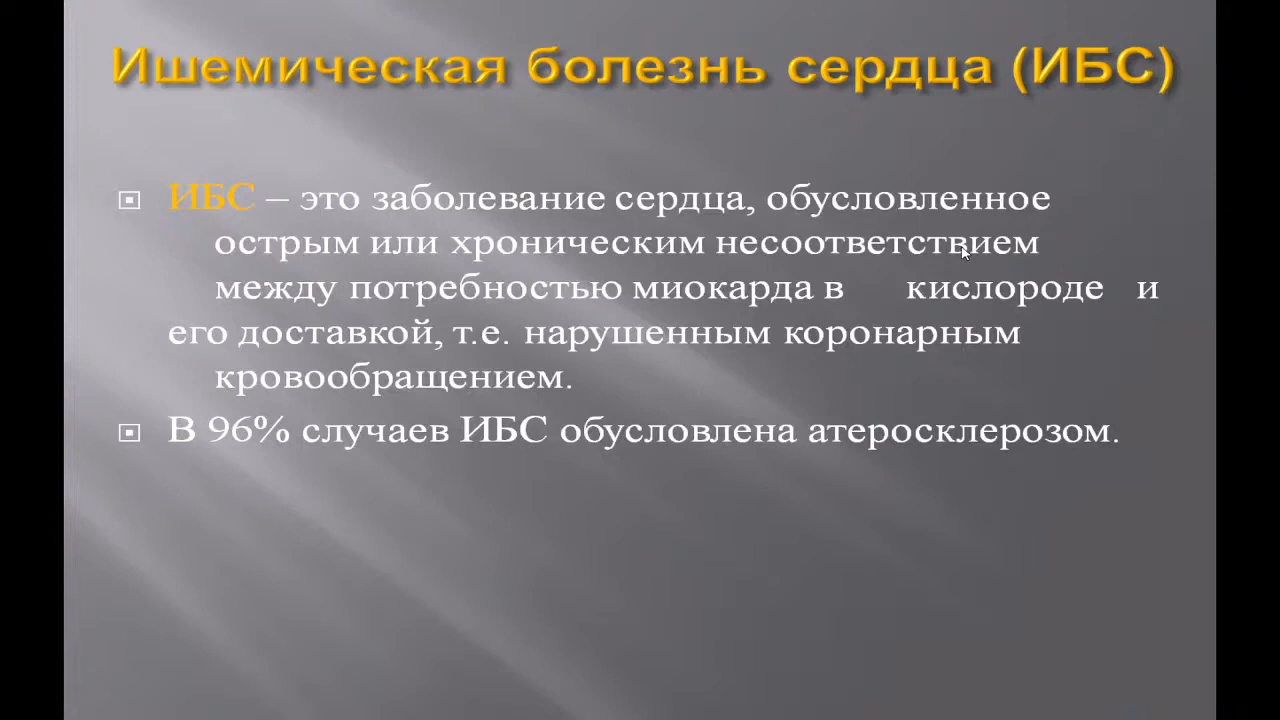 Ишемическая болезнь сердца (ИБС)
ИБС – это заболевание сердца, обусловленное
острым или хроническим несоответствием
между потребностью миокарда в кислороде и
его доставкой, т.е. нарушенным коронарным
кровообращением.
В 96% случаев ИБС обусловлена атеросклерозом.